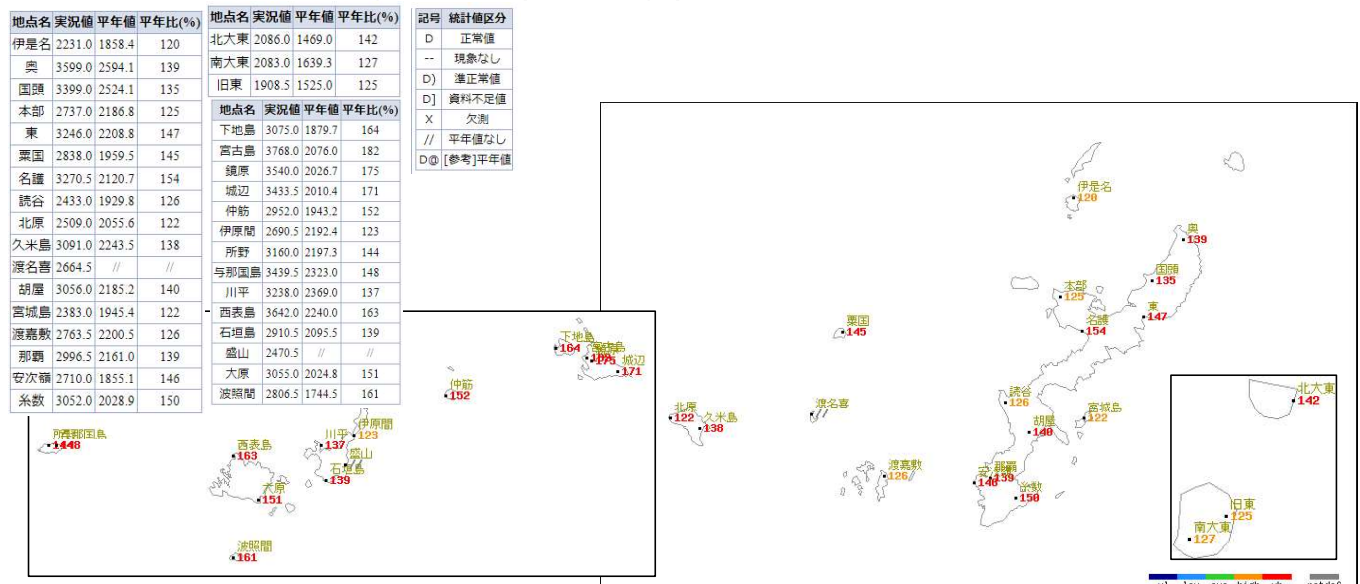 地点名 実況値 平年値 平年比(%)
伊是名 2231.0 1858.4 120
奥 3599.0 2594.1 139
国頭 3399.0 2524.1 135
本部 2737.0 2186.8 125
東 3246.0 2208.8 147
粟国 2838.0 1959.5 145
名護 3270.5 2120.7 154
読谷 2433.0 1929.8 126
北原 2509.0 2055.6 122
久米島 3091.0 2243.5 138
渡名喜 2664.5 // //
胡屋 3056.0 2185.2 140
宮城島 2383.0 1945.4 122
渡嘉敷 2763.5 2200.5 126
那覇 2996.5 2161.0 139
安次嶺 2710.0 1855.1 146
糸数 3052.0 2028.9 150
地点名 実況値 平年値 平年比(%)
北大東 2086.0 1469.0 142
南大東 2083.0 1639.3 127
旧東 1908.5 1525.0 125
地点名 実況値 平年値 平年比(%)
下地島 3075.0 1879.7 164
宮古島 3768.0 2076.0 182
鏡原 3540.0 2026.7 175
城辺 3433.5 2010.4 171
仲筋 2952.0 1943.2 152
伊原間 2690.5 2192.4 123
所野 3160.0 2197.3 144
与那国島 3439.5 2323.0 148
川平 3238.0 2369.0 137
西表島 3642.0 2240.0 163
石垣島 2910.5 2095.5 139
盛山 2470.5 // //
大原 3055.0 2024.8 151
波照間 2806.5 1744.5 161
記号 統計値区分
D 正常値
-- 現象なし
D) 準正常値
D] 資料不足値
X 欠測
// 平年値なし
D@ [参考]平年値
伊是名
120
奥
139
国頭
135
本部
125
東
147
名護
154
粟国
145
読谷
126
宮城島
122
胡屋
140
渡名喜
//
北原
122
久米島
138
渡嘉敷
126
那覇
139
糸数
150
北大東
142
旧東
125
南大東
127
下地島
164
175
城辺
171
仲筋
152
伊原間
123
川平
137
盛山
//
石垣島
139
西表島
163
大原
151
波照間
161
148